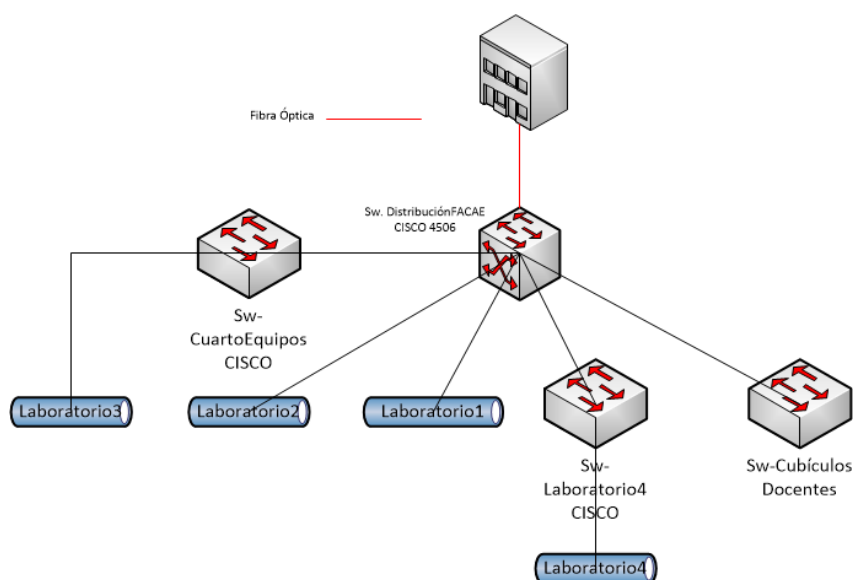 Fibra Óptica
Sw. DistribuciónFACAE
CISCO 4506
Sw-
CuartoEquipos
CISCO
Laboratorio3
Laboratorio2
Laboratorio1
Sw-
Laboratorio4
CISCO
Sw-Cubículos
Docentes
Laboratorio4